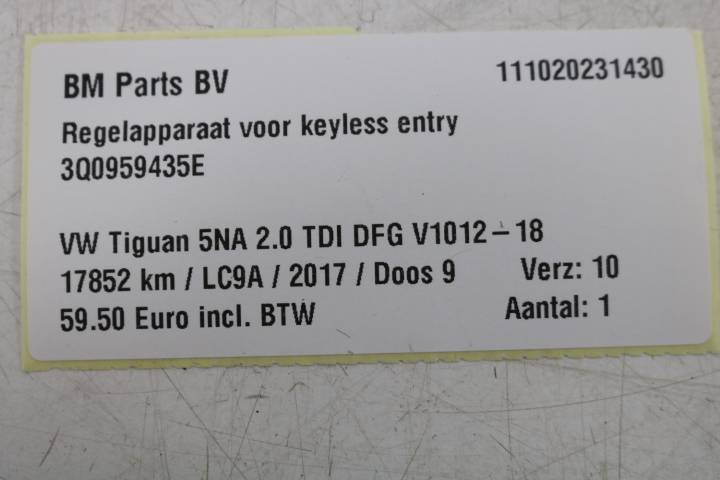 BM Parts BV 111020231430
Regelapparaat voor keyless entry
3Q0959435E
VW Tiguan 5NA 2.0 TDI DFG V1012-18
17852 km / LC9A / 2017 / Doos 9 Verz: 10
59.50 Euro incl. BTW Aantal: 1